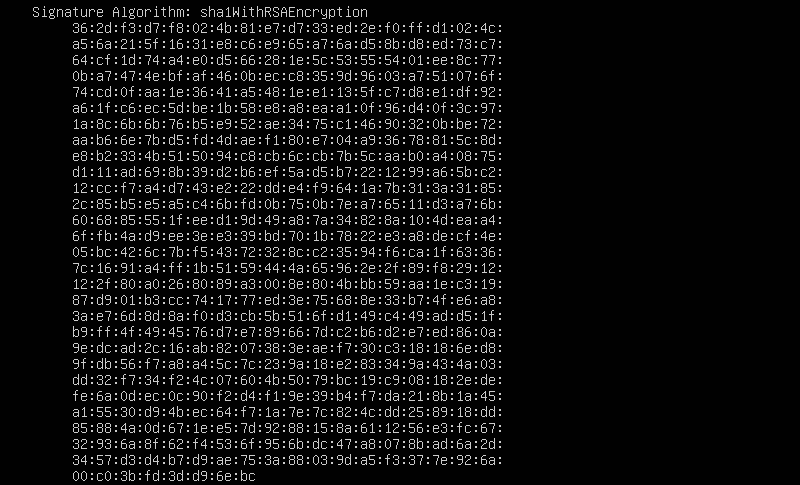 Signature Algorithm: sha1WithRSAEncryption
36:2d:f3:d7:f8:02:4b:81:e7:d7:33:ed:2e:f0:ff:d1:02:4c:
a5:6a:21:5f:16:31:e8:c6:e9:65:a7:6a:d5:8b:d8:ed:73:c7:
64:cf:1d:74:a4:e0:d5:66:28:1e:5c:53:55:54:01:ee:8c:77:
0b:a7:47:4e:bf:af:46:0b:ec:c8:35:9d:96:03:a7:51:07:6f:
74:cd:0f:aa:1e:36:41:a5:48:1e:e1:13:5f:c7:d8:e1:df:92:
a6:1f:c6:ec:5d:be:1b:58:e8:a8:ea:a1:0f:96:d4:0f:3c:97:
1a:8c:6b:6b:76:b5:e9:52:ae:34:75:c1:46:90:32:0b:be:72:
aa:b6:6e:7b:d5:fd:4d:ae:f1:80:e7:04:a9:36:78:81:5c:8d:
e8:b2:33:4b:51:50:94:c8:cb:6c:cb:7b:5c:aa:b0:a4:08:75:
d1:11:ad:69:8b:39:d2:b6:ef:5a:d5:b7:22:12:99:a6:5b:c2:
12:cc:f7:a4:d7:43:e2:22:dd:e4:f9:64:1a:7b:31:3a:31:85:
2c:85:b5:e5:a5:c4:6b:fd:0b:75:0b:7e:a7:65:11:d3:a7:6b:
60:68:85:55:1f:ee:d1:9d:49:a8:7a:34:82:8a:10:4d:ea:a4:
6f:fb:4a:d9:ee:3e:e3:39:bd:70:1b:78:22:e3:a8:de:cf:4e:
05:bc:42:6c:7b:f5:43:72:32:8c:c2:35:94:f6:ca:1f:63:36:
7c:16:91:a4:ff:1b:51:59:44:4a:65:96:2e:2f:89:f8:29:12:
12:2f:80:a0:26:80:89:a3:00:8e:80:4b:bb:59:aa:1e:c3:19:
87:d9:01:b3:cc:74:17:77:ed:3e:75:68:8e:33:b7:4f:e6:a8:
3a:e7:6d:8d:8a:f0:d3:cb:5b:51:6f:d1:49:c4:49:ad:d5:1f:
b9:ff:4f:49:45:76:d7:e7:89:66:7d:c2:b6:d2:e7:ed:86:0a:
9e:dc:ad:2c:16:ab:82:07:38:3e:ae:f7:30:c3:18:18:6e:d8:
9f:db:56:f7:a8:a4:5c:7c:23:9a:18:e2:83:34:9a:43:4a:03:
dd:32:f7:34:f2:4c:07:60:4b:50:79:bc:19:c9:08:18:2e:de:
fe:6a:0d:ec:0c:90:f2:d4:f1:9e:39:b4:f7:da:21:8b:1a:45:
a1:55:30:d9:4b:ec:64:f7:1a:7e:7c:82:4c:dd:25:89:18:dd:
85:88:4a:0d:67:1e:e5:7d:92:88:15:8a:61:12:56:e3:fc:67:
32:93:6a:8f:62:f4:53:6f:95:6b:dc:47:a8:07:8b:ad:6a:2d:
34:57:d3:d4:b7:d9:ae:75:3a:88:03:9d:a5:f3:37:7e:92:6a:
00:c0:3b:fd:3d:d9:6e:bc